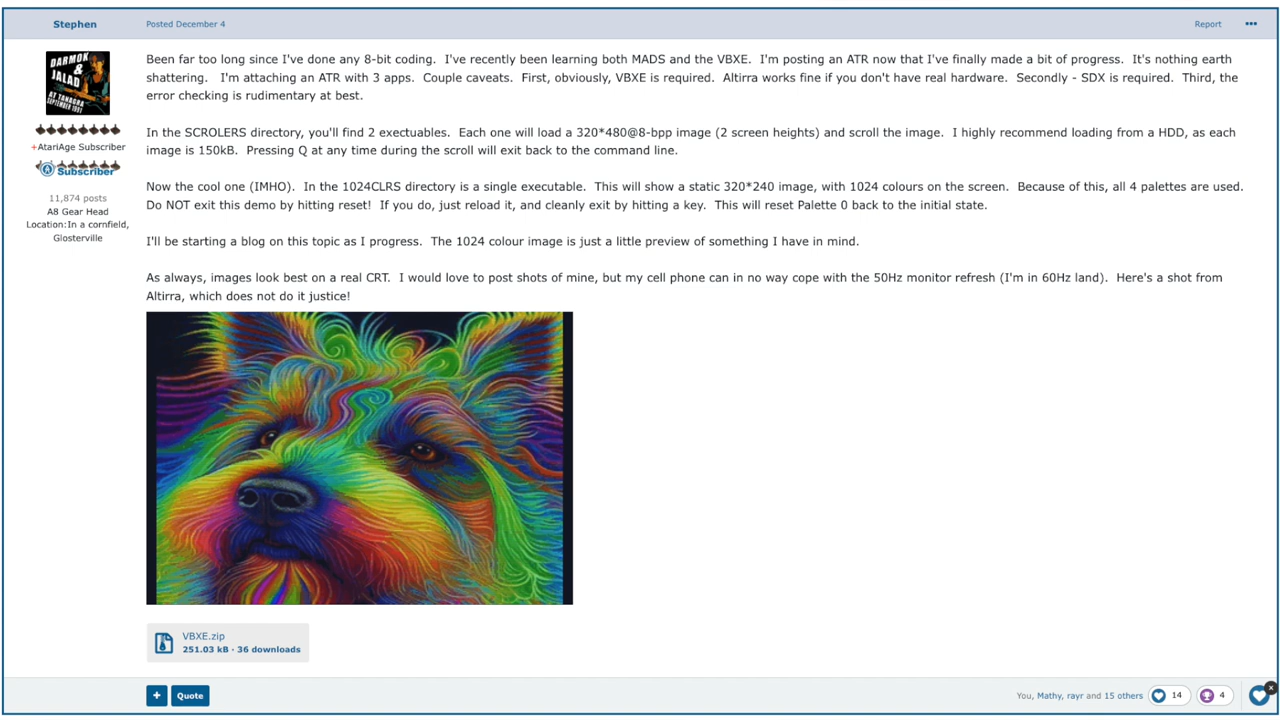 Stephen
Posted December 4
Report
DARMOK
&
JALAD
AT TANAGRA
SEPTEMBER 1991
+AtariAge Subscriber
Subscriber
11,874 posts
A8 Gear Head
Location:In a cornfield,
Glosterville
Been far too long since I've done any 8-bit coding. I've recently been learning both MADS and the VBXE. I'm posting an ATR now that I've finally made a bit of progress. It's nothing earth
shattering. I'm attaching an ATR with 3 apps. Couple caveats. First, obviously, VBXE is required. Altirra works fine if you don't have real hardware. Secondly - SDX is required. Third, the
error checking is rudimentary at best.
In the SCROLERS directory, you'll find 2 exectuables. Each one will load a 320*480@8-bpp image (2 screen heights) and scroll the image. I highly recommend loading from a HDD, as each
image is 150kB. Pressing Q at any time during the scroll will exit back to the command line.
Now the cool one (IMHO). In the 1024CLRS directory is a single executable. This will show a static 320*240 image, with 1024 colours on the screen. Because of this, all 4 palettes are used.
Do NOT exit this demo by hitting reset! If you do, just reload it, and cleanly exit by hitting a key. This will reset Palette 0 back to the initial state.
I'll be starting a blog on this topic as I progress. The 1024 colour image is just a little preview of something I have in mind.
As always, images look best on a real CRT. I would love to post shots of mine, but my cell phone can in no way cope with the 50Hz monitor refresh (I'm in 60Hz land). Here's a shot from
Altirra, which does not do it justice!
VBXE.zip
251.03 kB · 36 downloads
+ Quote
You, Mathy, rayr and 15 others 14 4